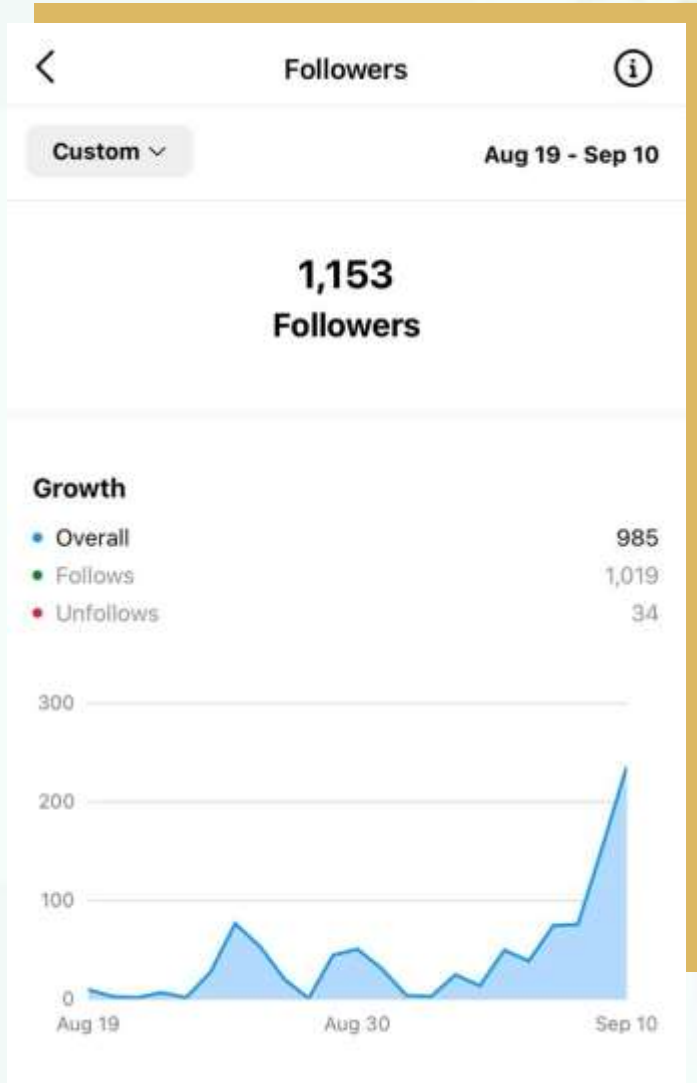 Followers
Custom
Aug 19 - Sep 10
1,153
Followers
Growth
Overall 985
Follows 1,019
Unfollows 34
300
200
100
0
Aug 19 Aug 30 Sep 10